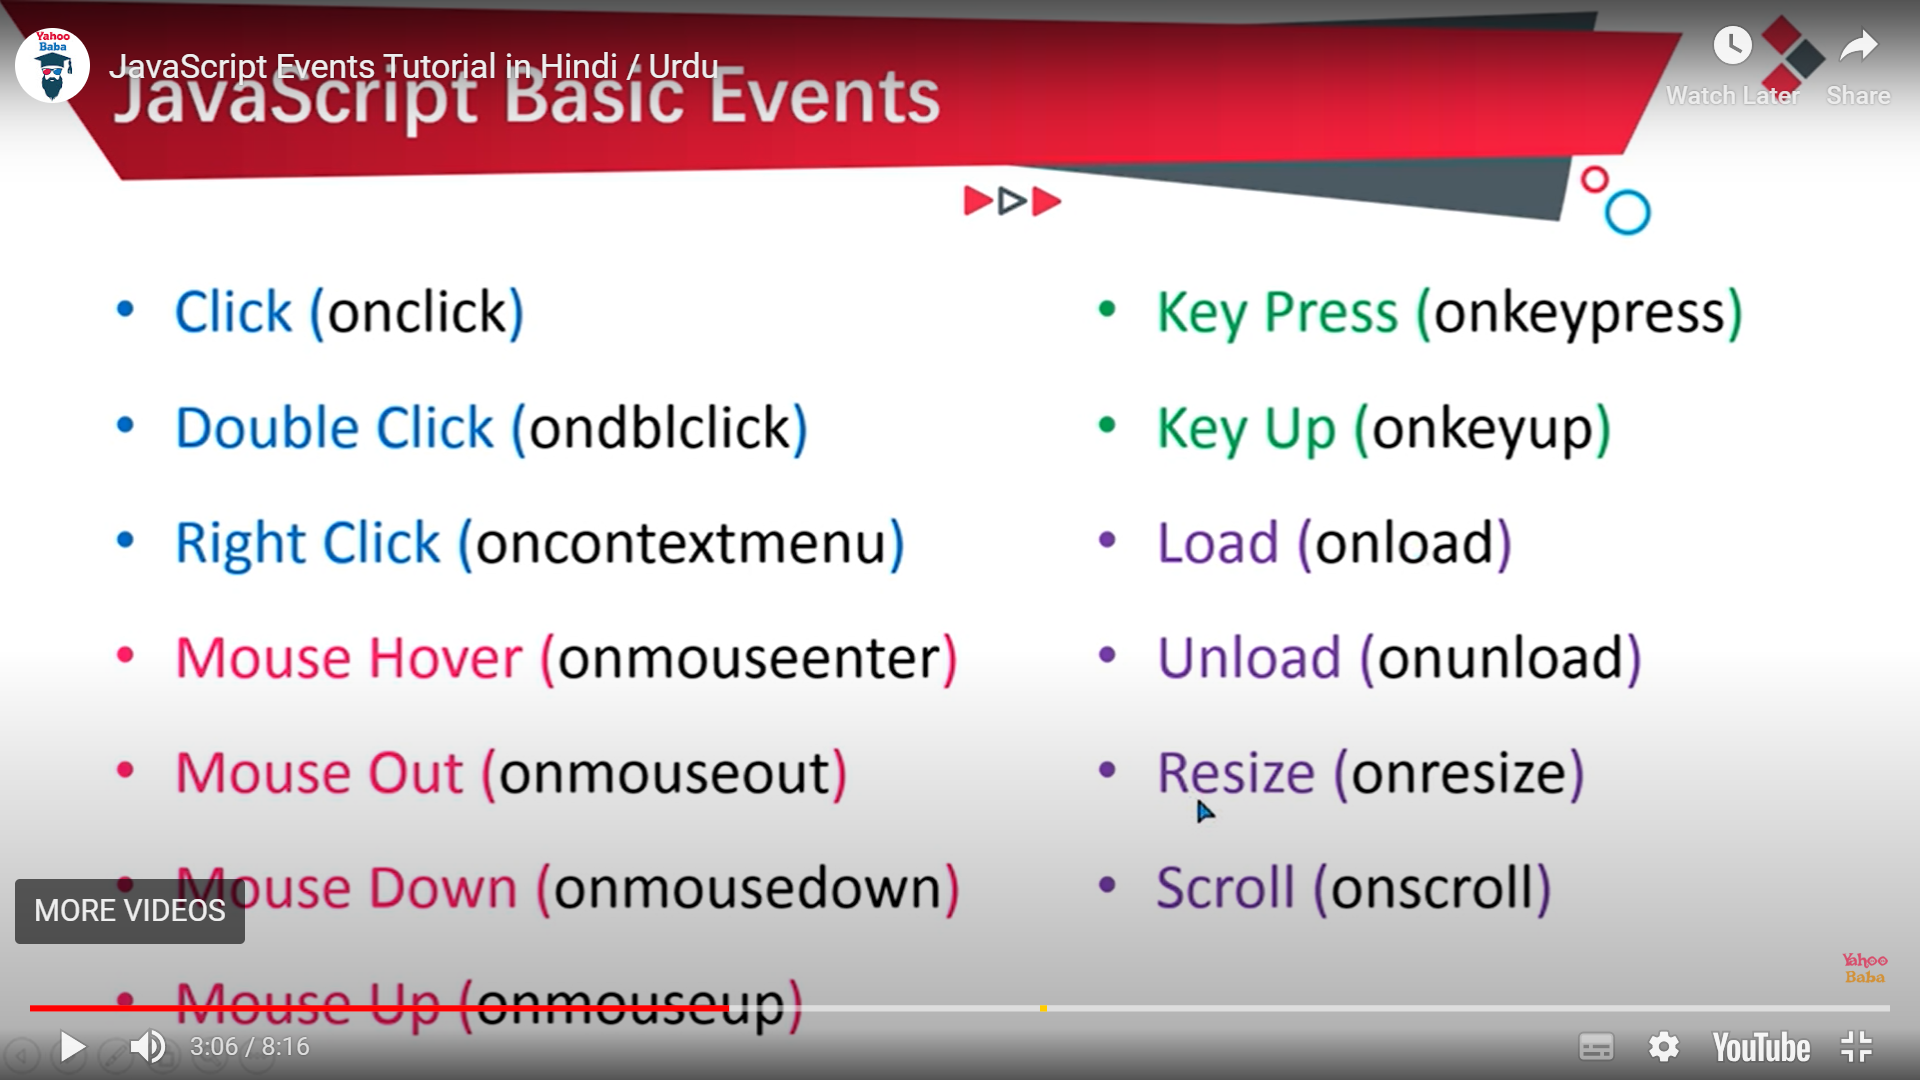 Yahoo
Baba
JavaScript Events Tutorial in Hindi / Urdu
JavaScript Basic Events
Watch Later
Share
• Click (onclick)
• Double Click (ondblclick)
• Right Click (oncontextmenu)
• Mouse Hover (onmouseenter)
• Mouse Out (onmouseout)
• Mouse Down (onmousedown)
• Mouse Up (onmouseup)
• Key Press (onkeypress)
• Key Up (onkeyup)
• Load (onload)
• Unload (onunload)
• Resize (onresize)
• Scroll (onscroll)
MORE VIDEOS
Yahoo
Baba
3:06 / 8:16
YouTube